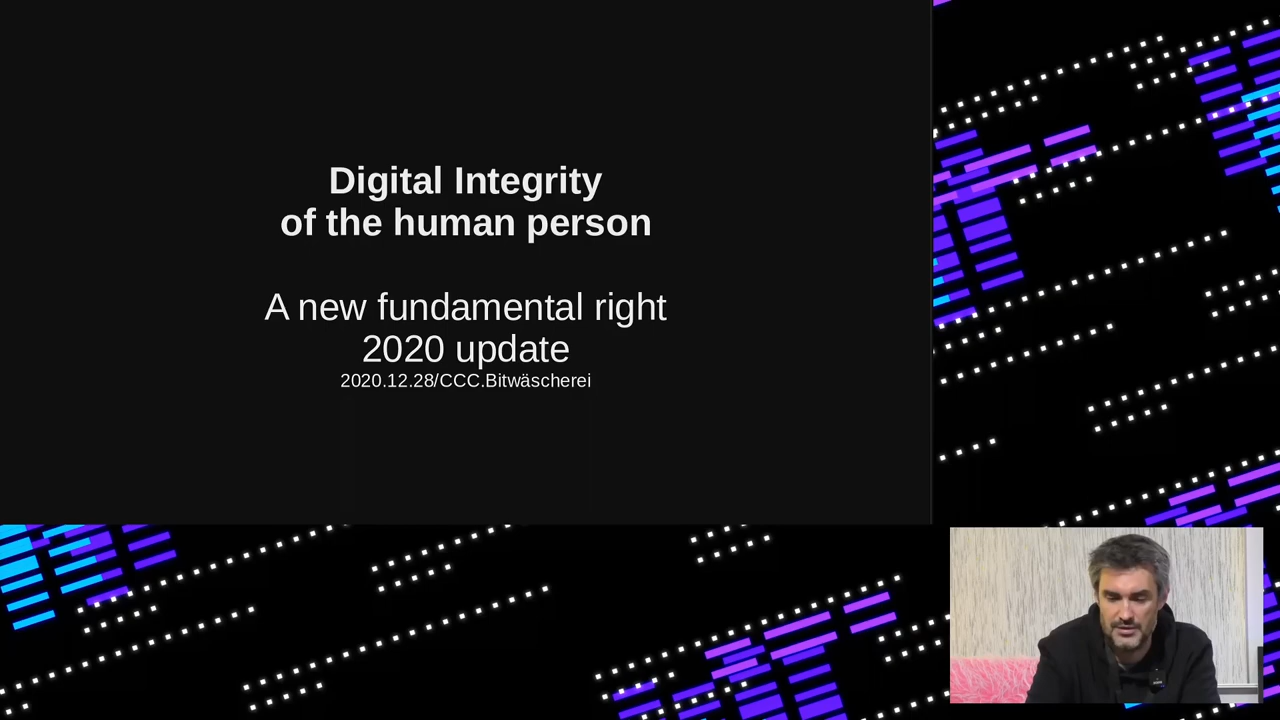 Digital Integrity
of the human person
A new fundamental right
2020 update
2020.12.28/CCC.Bitwäscherei